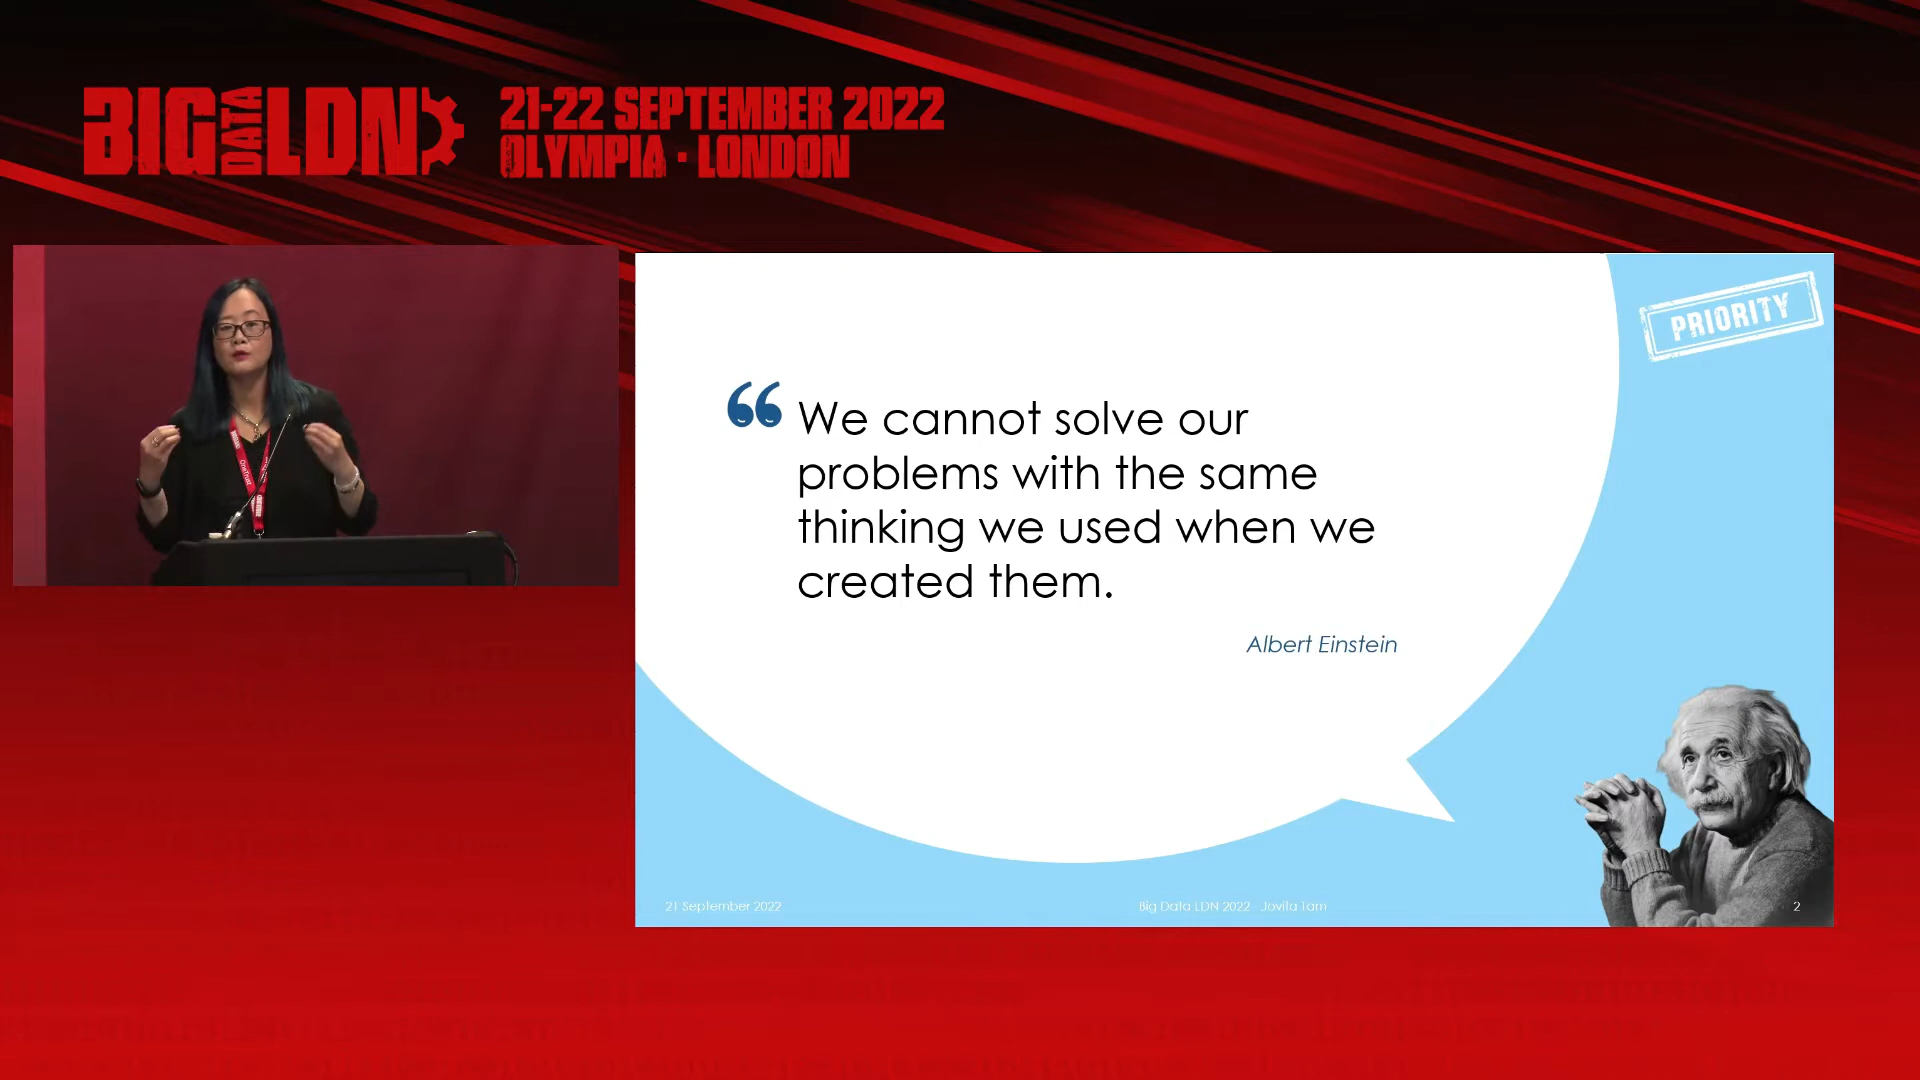 BIG DATA LDN
21-22 SEPTEMBER 2022
OLYMPIA · LONDON
OneTrust
PRIORITY
“ We cannot solve our
problems with the same
thinking we used when we
created them.
Albert Einstein
21 September 2022
Big Data LDN 2022 - Jovita Tam
2